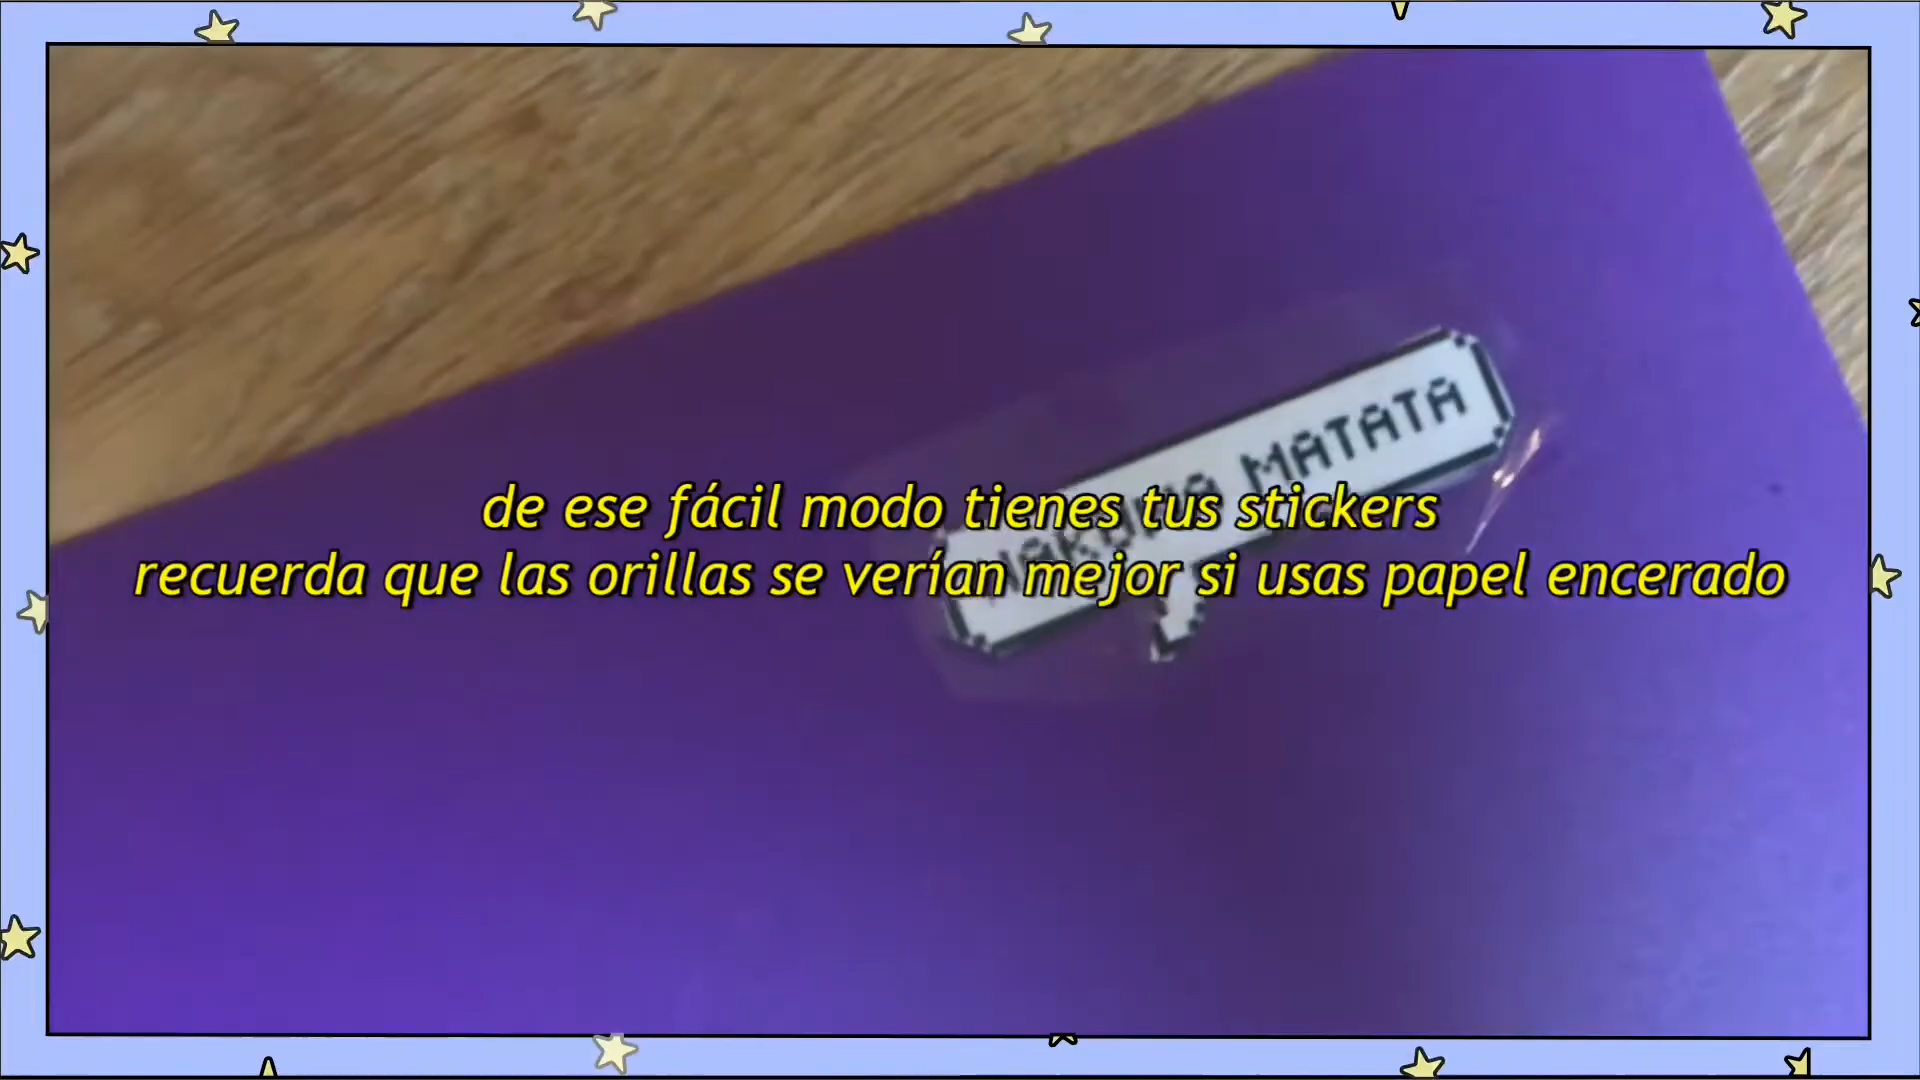 de ese fácil modo tienes tus stickers
recuerda que las orillas se verían mejor si usas papel encerado
MATATA